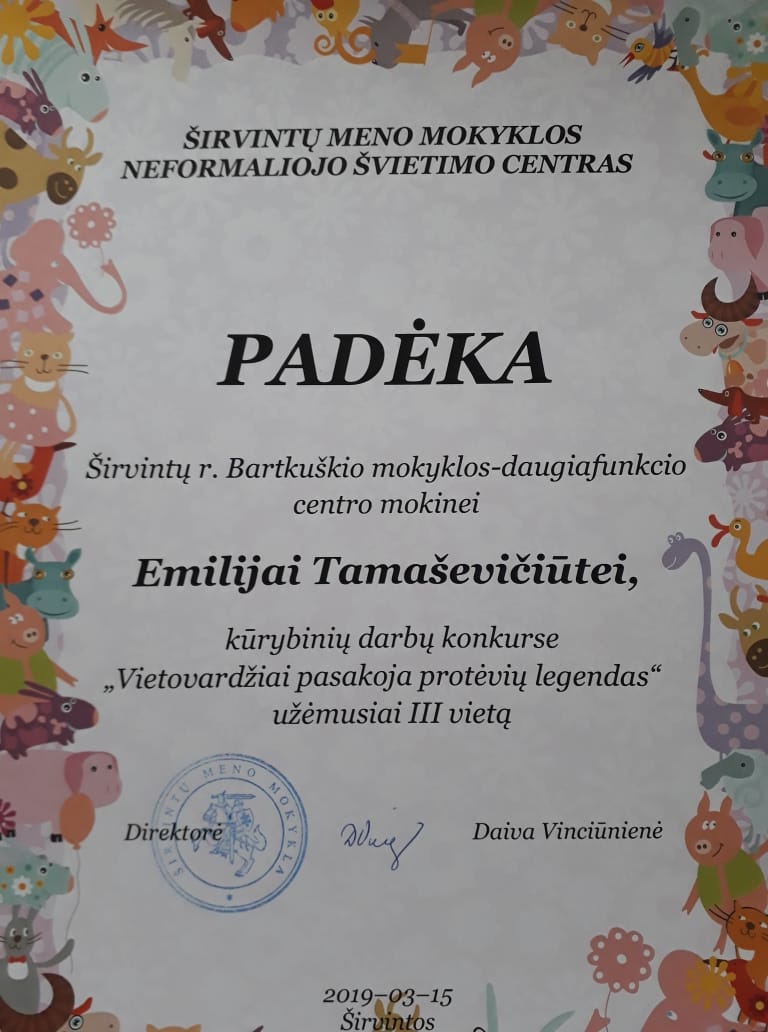 ŠIRVINTŲ MENO MOKYKLOS
NEFORMALIOJO ŠVIETIMO CENTRAS
PADĖKA
Širvintų r. Bartkuškio mokyklos-daugiafunkcio
centro mokinei
Emilijai Tamaševičiūtei,
kūrybinių darbų konkurse
„Vietovardžiai pasakoja protėvių legendas“
užėmusiai III vietą
ŠIRVINTŲ MENO MOKYKLA
Direktorė
Daiva Vinciūnienė
2019–03–15
Širvintos